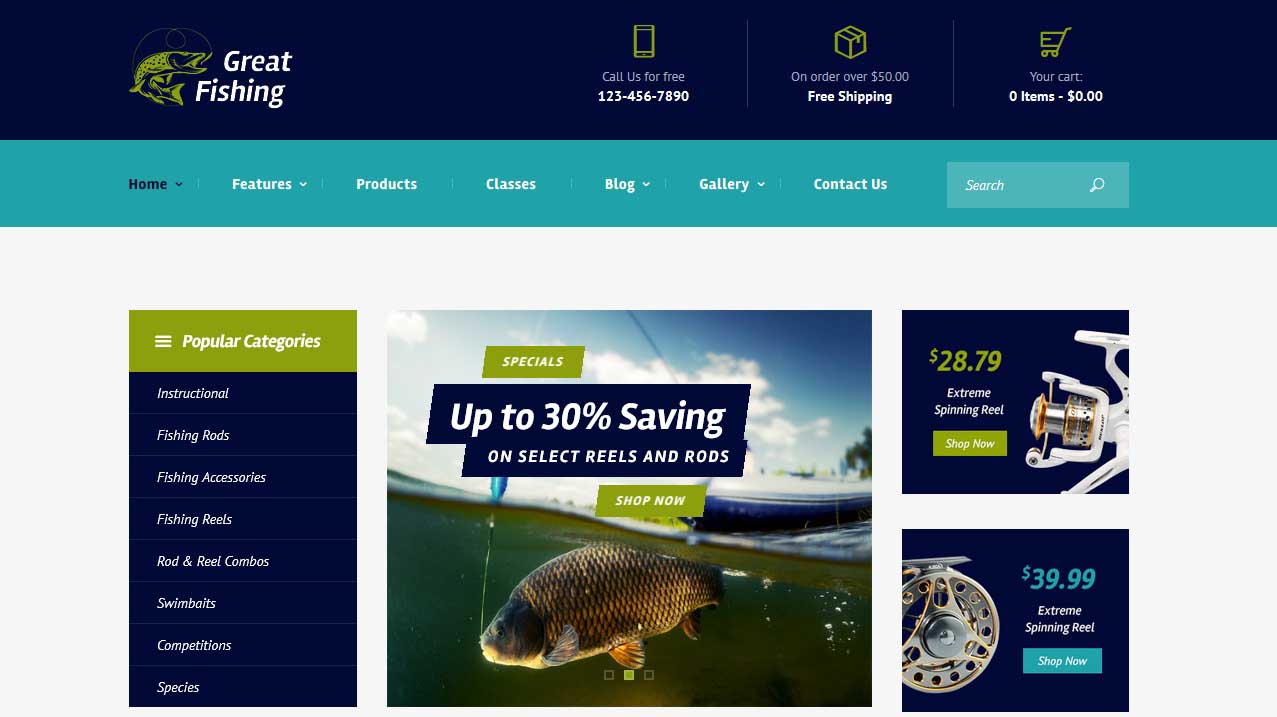 Great
Fishing
Call Us for free
123-456-7890
On order over $50.00
Free Shipping
Your cart:
0 Items - $0.00
Home
Features
Products
Classes
Blog
Gallery
Contact Us
Search
Popular Categories
Instructional
Fishing Rods
Fishing Accessories
Fishing Reels
Rod & Reel Combos
Swimbaits
Competitions
Species
SPECIALS
Up to 30% Saving
ON SELECT REELS AND RODS
SHOP NOW
$28.79
Extreme
Spinning Reel
Shop Now
$39.99
Extreme
Spinning Reel
Shop Now